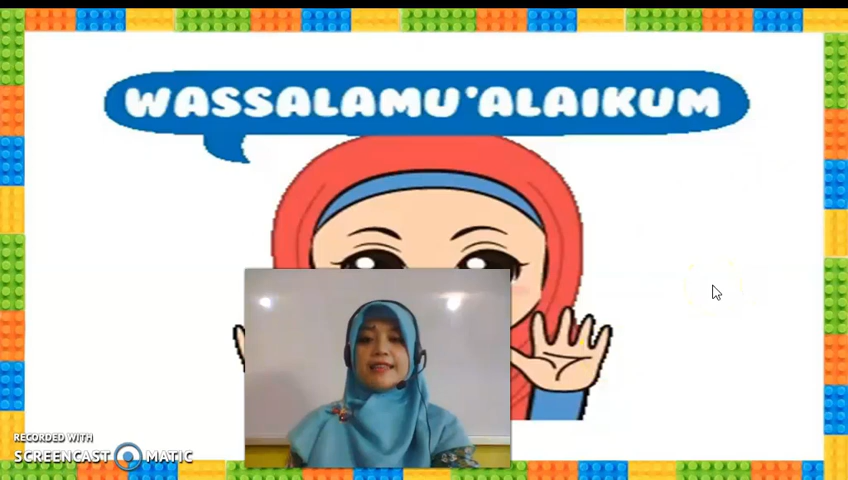 WASSALAMU'ALAIKUM
RECORDED WITH
SCREENCAST MATIC